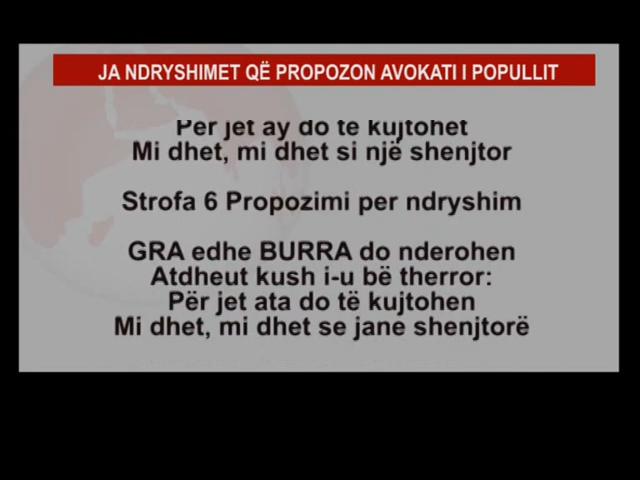 JA NDRYSHIMET QË PROPOZON AVOKATI I POPULLIT
Për jet ay do të kujtohet
Mi dhet, mi dhet si një shenjtor
Strofa 6 Propozimi per ndryshim
GRA edhe BURRA do nderohen
Atdheut kush i-u bë therror:
Për jet ata do të kujtohen
Mi dhet, mi dhet se jane shenjtorë